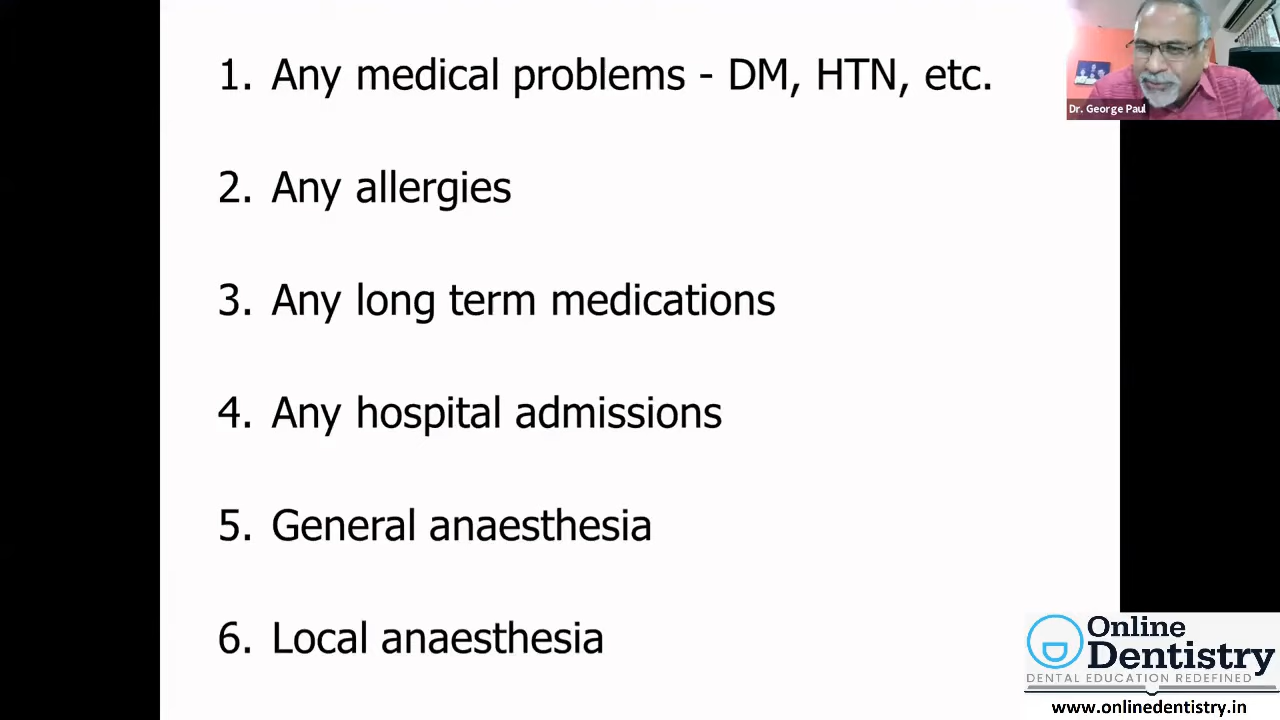 1. Any medical problems - DM, HTN, etc.
Dr. George Paul
2. Any allergies
3. Any long term medications
4. Any hospital admissions
5. General anaesthesia
6. Local anaesthesia
Online
Dentistry
DENTAL EDUCATION REDEFINED
www.onlinedentistry.in